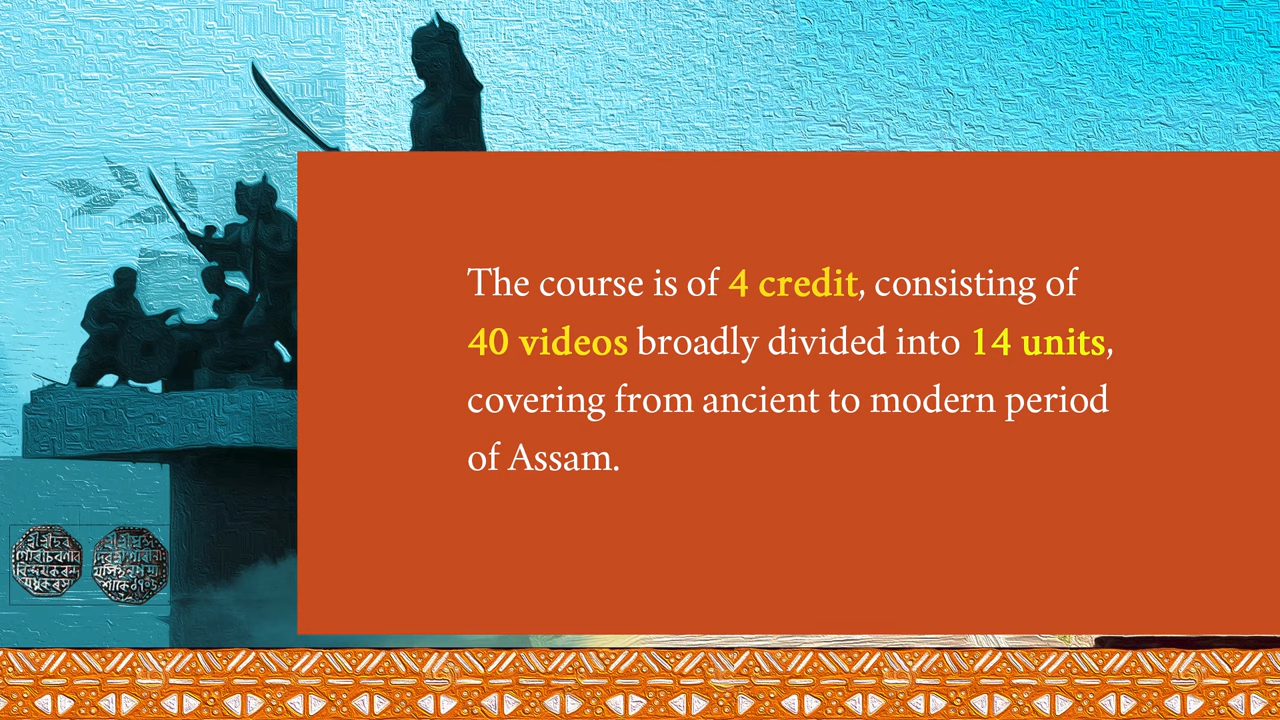 The course is of 4 credit, consisting of
40 videos broadly divided into 14 units,
covering from ancient to modern period
of Assam.